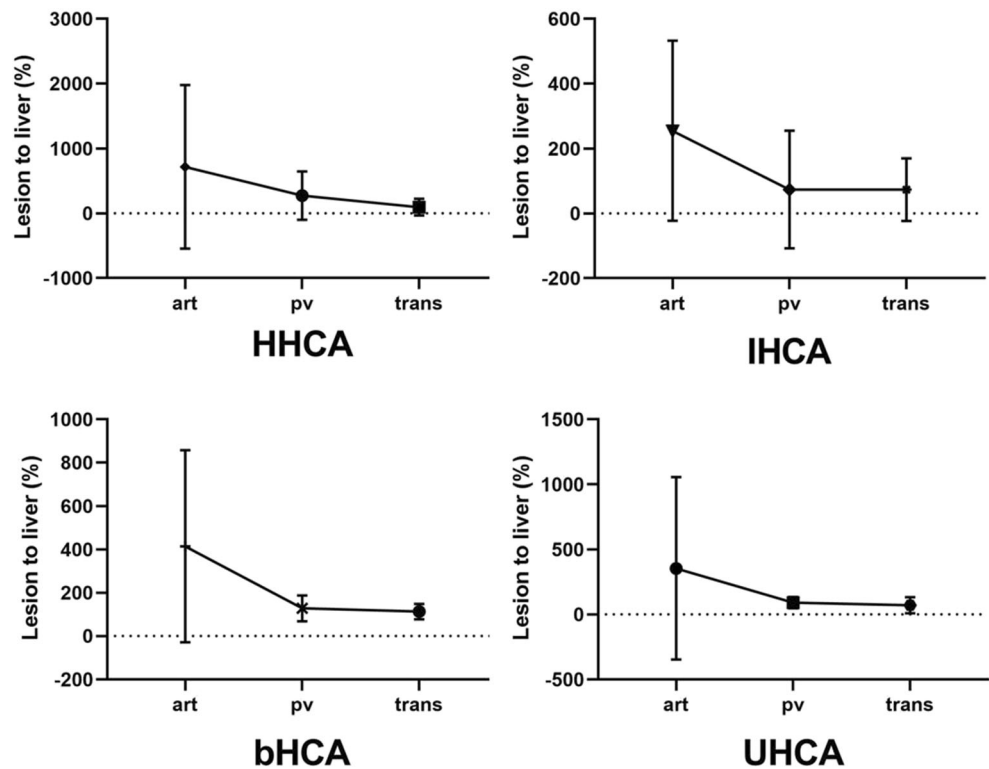 Lesion to liver (%)
3000
2000
1000
0
-1000
art pv trans
HHCA
Lesion to liver (%)
600
400
200
0
-200
art pv trans
IHCA
Lesion to liver (%)
1000
800
600
400
200
0
-200
art pv trans
bHCA
Lesion to liver (%)
1500
1000
500
0
-500
art pv trans
UHCA